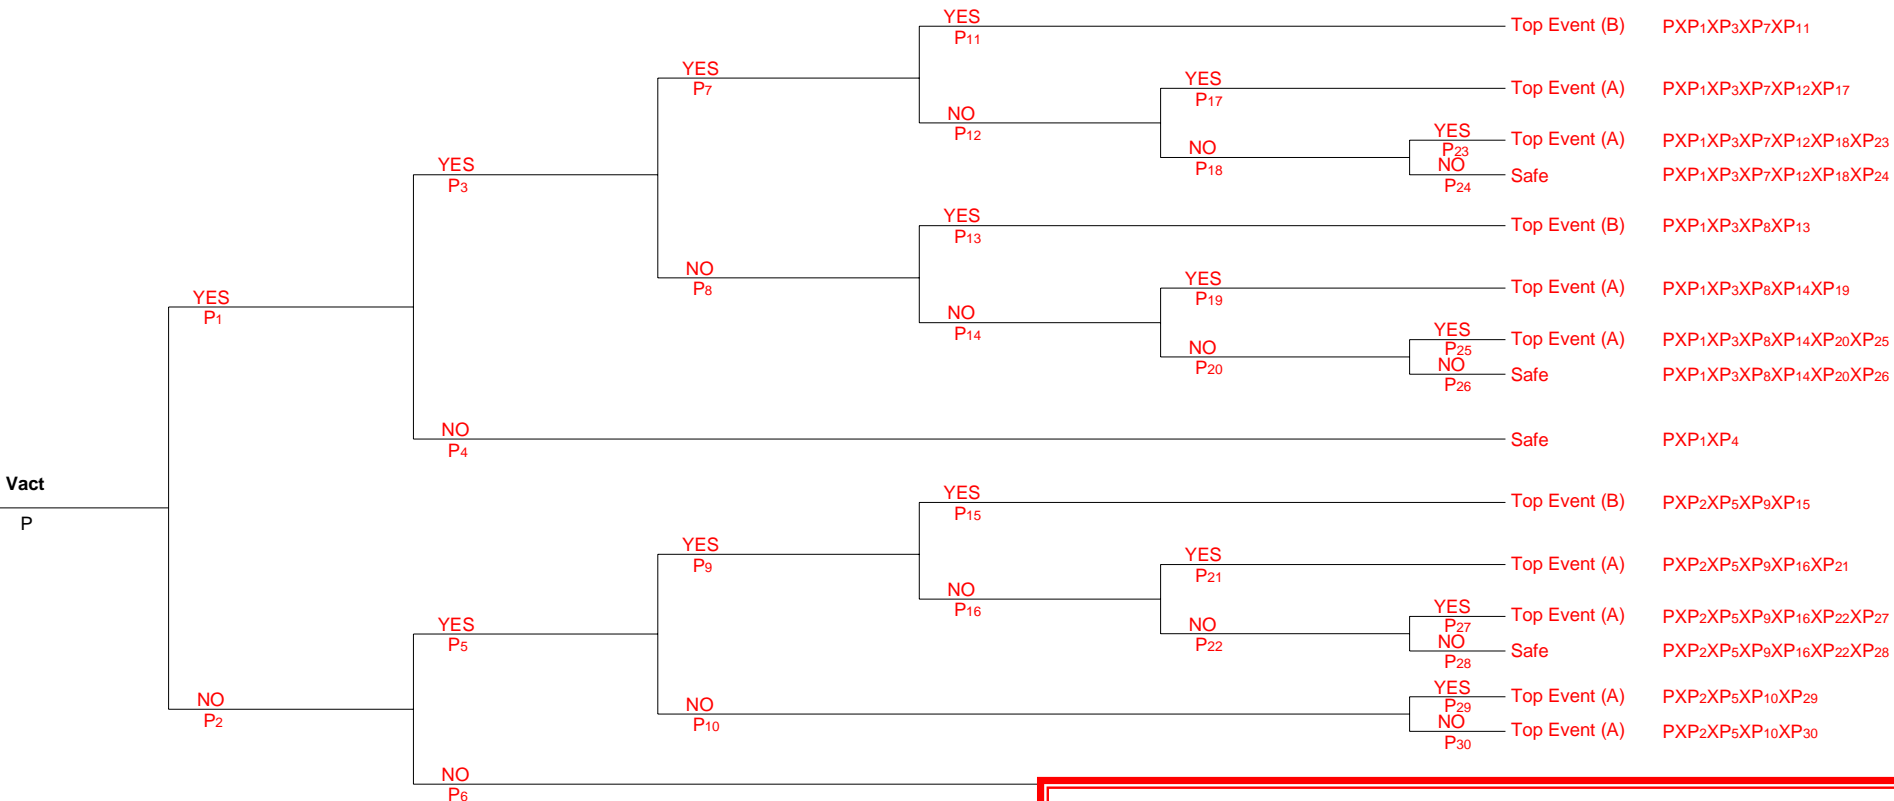 YES
P11
Top Event (B) PXP1XP3XP7XP11
YES
P7
YES
P17
Top Event (A) PXP1XP3XP7XP12XP17
NO
P12
YES
P23
Top Event (A) PXP1XP3XP7XP12XP18XP23
NO
P18
NO
P24
Safe PXP1XP3XP7XP12XP18XP24
YES
P3
YES
P13
Top Event (B) PXP1XP3XP8XP13
NO
P8
YES
P19
Top Event (A) PXP1XP3XP8XP14XP19
YES
P1
NO
P14
YES
P25
Top Event (A) PXP1XP3XP8XP14XP20XP25
NO
P20
NO
P26
Safe PXP1XP3XP8XP14XP20XP26
NO
P4
Safe PXP1XP4
Vact
P
YES
P15
Top Event (B) PXP2XP5XP9XP15
YES
P9
YES
P21
Top Event (A) PXP2XP5XP9XP16XP21
NO
P16
YES
P27
Top Event (A) PXP2XP5XP9XP16XP22XP27
YES
P5
NO
P22
NO
P28
Safe PXP2XP5XP9XP16XP22XP28
NO
P2
YES
P29
Top Event (A) PXP2XP5XP10XP29
NO
P10
NO
P30
Top Event (A) PXP2XP5XP10XP30
NO
P6